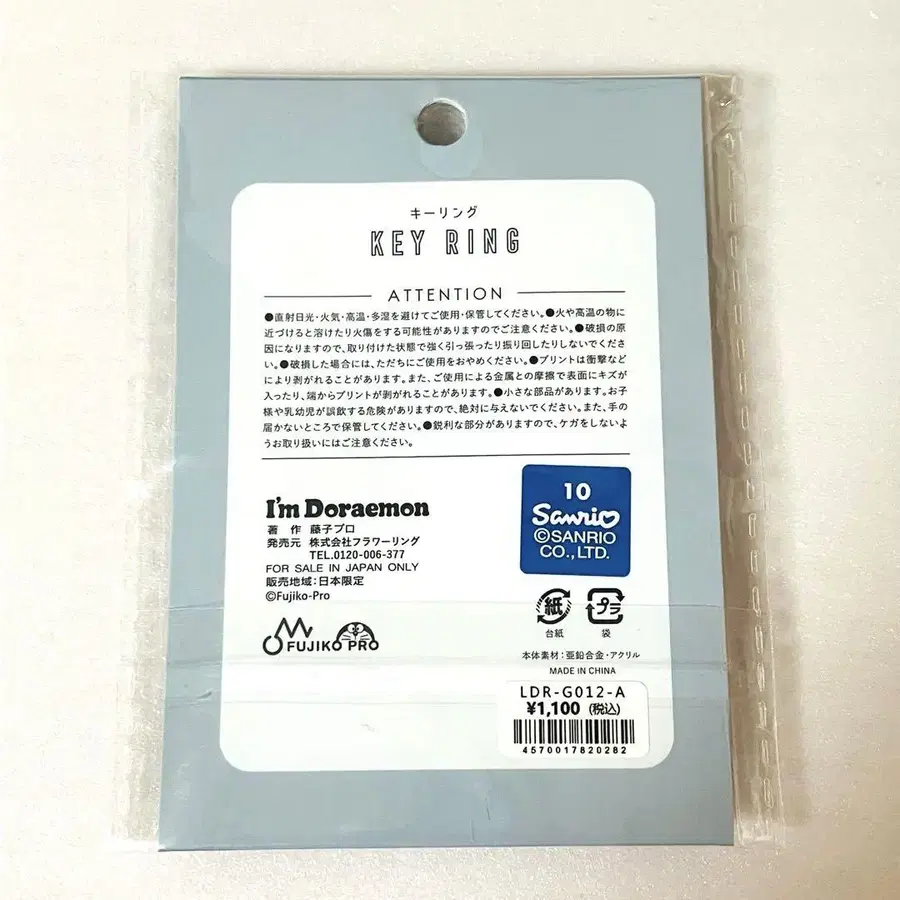 キーリング
KEY RING
ATTENTION
●直射日光・火気・高温・多湿を避けてご使用・保管してください。●火や高温の物に
近づけると溶けたり火傷をする可能性がありますのでご注意ください。●破損の原
因になりますので、取り付けた状態で強く引っ張ったり振り回したりしないでくださ
い。●破損した場合には、ただちにご使用をおやめください。●プリントは衝撃など
により剥がれることがあります。また、ご使用による金属との摩擦で表面にキズが
入ったり、端からプリントが剥がれることがあります。●小さな部品があります。お子
様や乳幼児が誤飲する危険がありますので、絶対に与えないでください。また、手の
届かないところで保管してください。●鋭利な部分がありますので、ケガをしないよ
うお取り扱いにはご注意ください。
I'm Doraemon
著 作 藤子プロ
発売元 株式会社フラワーリング
TEL.0120-006-377
FOR SALE IN JAPAN ONLY
販売地域:日本限定
©Fujiko-Pro
FUJIKO PRO
10
Sanrio
©SANRIO
CO.,LTD.
紙 プラ
台紙 袋
本体素材:亜鉛合金・アクリル
MADE IN CHINA
LDR-G012-A
¥1,100 (税込)
4570017820282